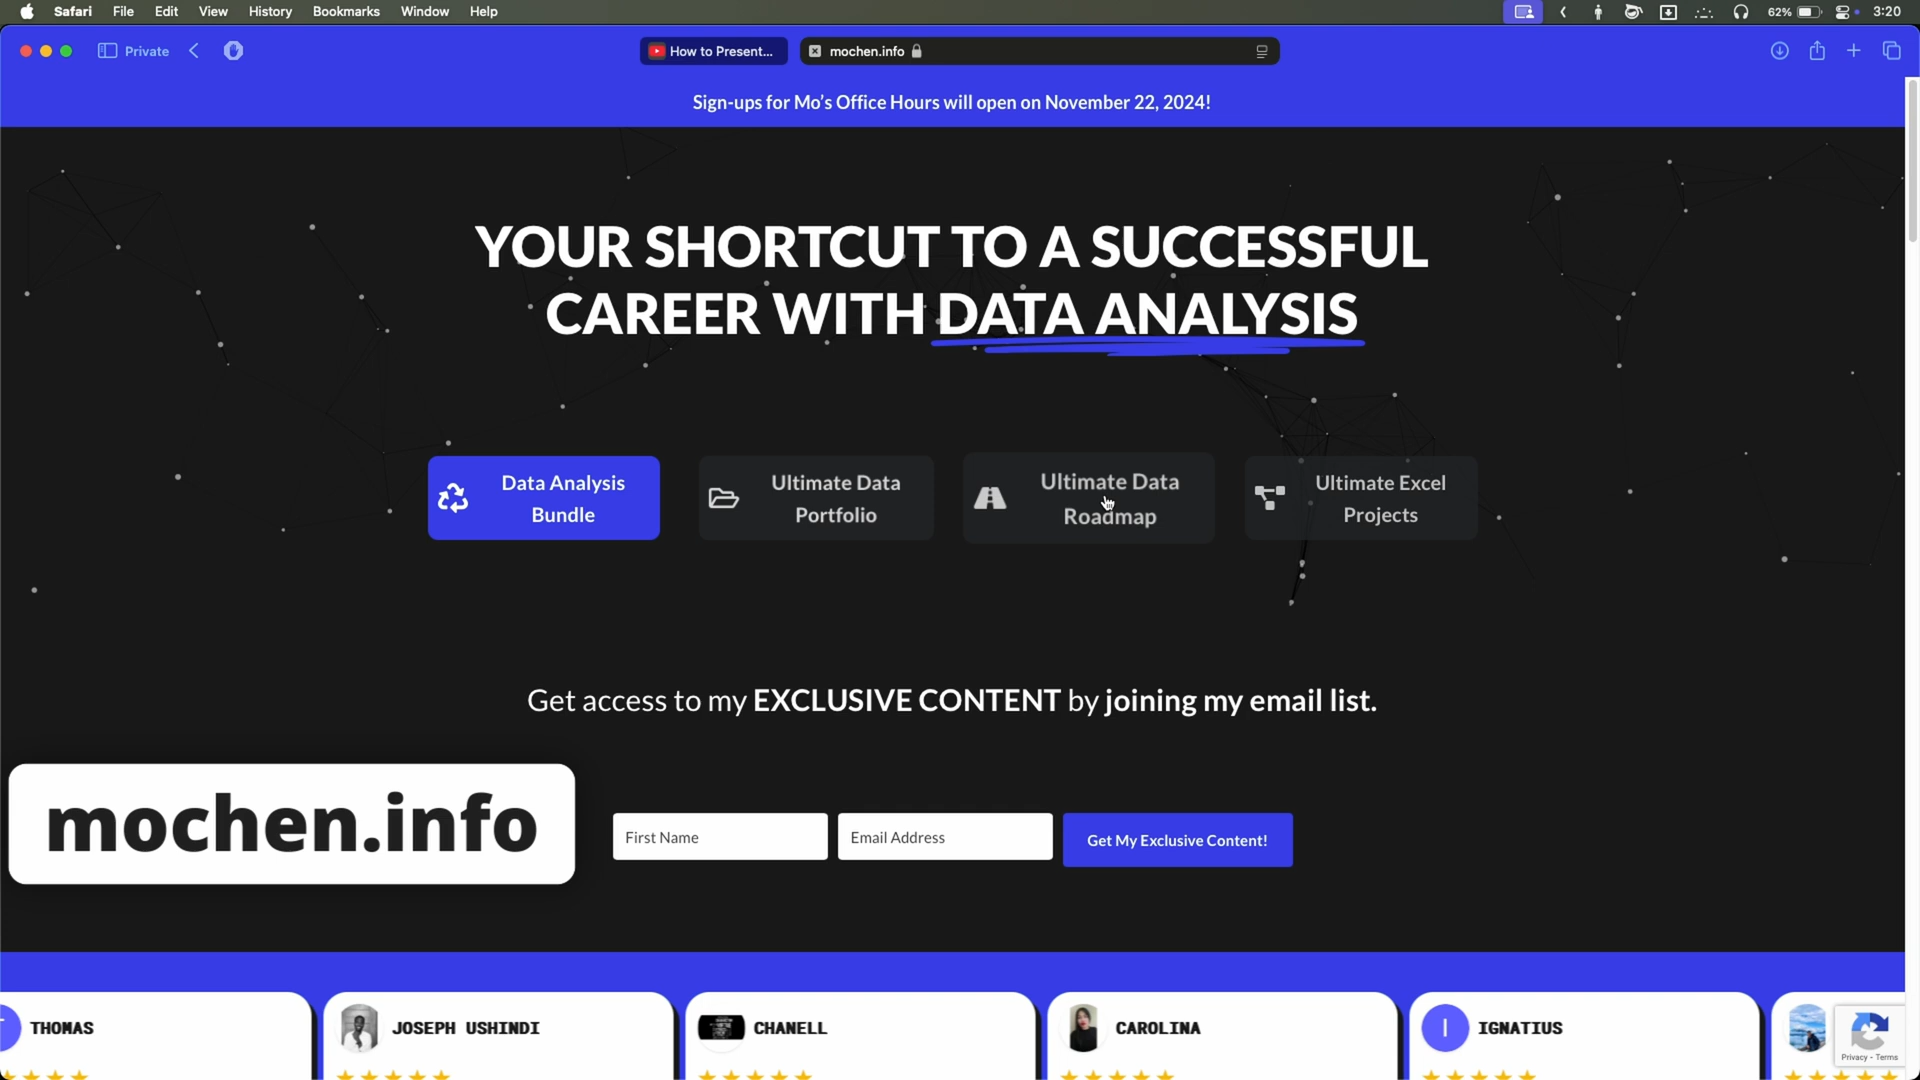 Safari File Edit View History Bookmarks Window Help 62% 3:20
Private How to Present... mochen.info
Sign-ups for Mo’s Office Hours will open on November 22, 2024!
YOUR SHORTCUT TO A SUCCESSFUL
CAREER WITH DATA ANALYSIS
Data Analysis
Bundle
Ultimate Data
Portfolio
Ultimate Data
Roadmap
Ultimate Excel
Projects
Get access to my EXCLUSIVE CONTENT by joining my email list.
mochen.info
First Name
Email Address
Get My Exclusive Content!
THOMAS
JOSEPH USHINDI
CHANELL
CAROLINA
I
IGNATIUS
Privacy - Terms